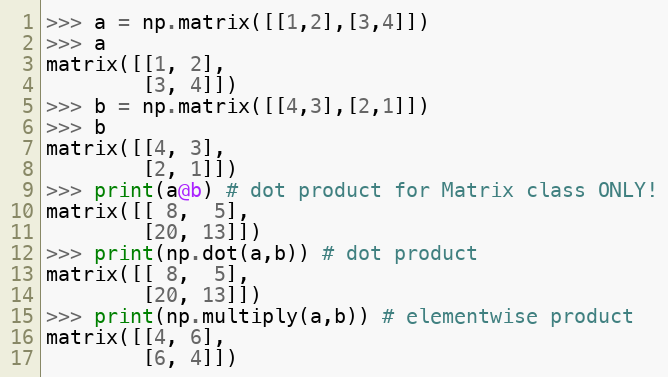 1 >>> a = np.matrix([[1,2],[3,4]])
2 >>> a
3 matrix([[1, 2],
4         [3, 4]])
5 >>> b = np.matrix([[4,3],[2,1]])
6 >>> b
7 matrix([[4, 3],
8         [2, 1]])
9 >>> print(a@b) # dot product for Matrix class ONLY!
10 matrix([[ 8,  5],
11         [20, 13]])
12 >>> print(np.dot(a,b)) # dot product
13 matrix([[ 8,  5],
14         [20, 13]])
15 >>> print(np.multiply(a,b)) # elementwise product
16 matrix([[4, 6],
17         [6, 4]])